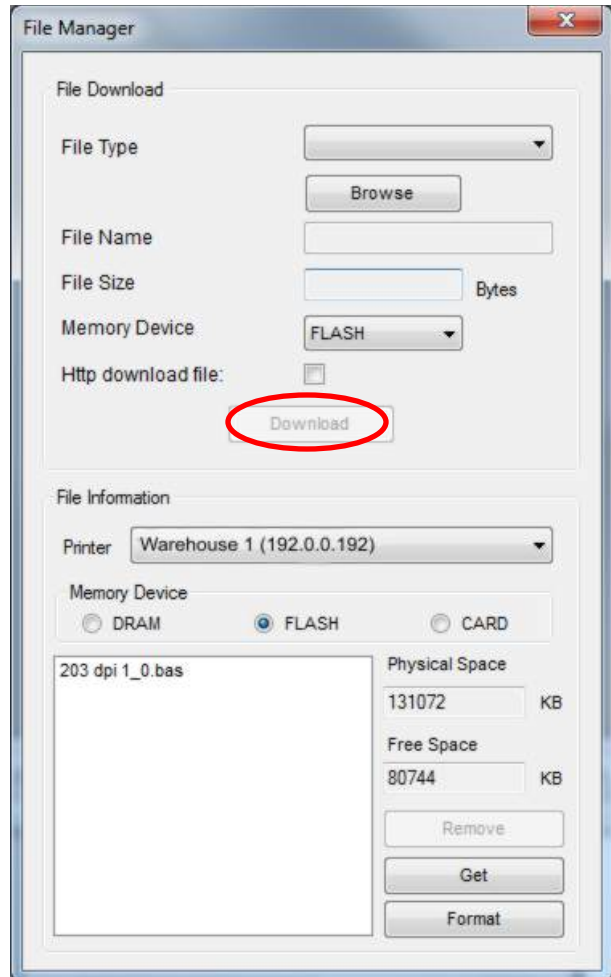 File Manager
File Download
File Type
Browse
File Name
File Size Bytes
Memory Device FLASH
Http download file:
Download
File Information
Printer Warehouse 1 (192.0.0.192)
Memory Device
DRAM FLASH CARD
203 dpi 1_0.bas
Physical Space
131072 KB
Free Space
80744 KB
Remove
Get
Format